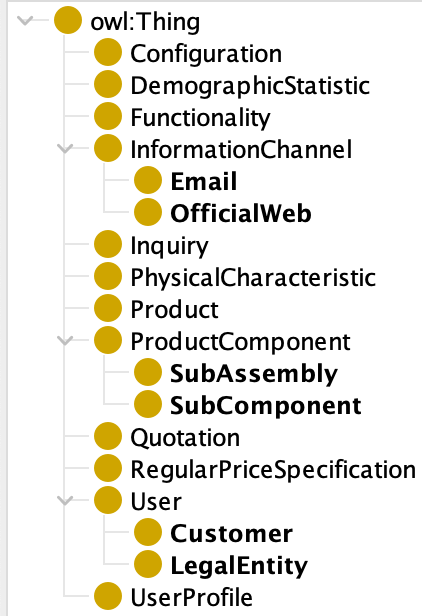 owl:Thing
Configuration
DemographicStatistic
Functionality
InformationChannel
Email
OfficialWeb
Inquiry
PhysicalCharacteristic
Product
ProductComponent
SubAssembly
SubComponent
Quotation
RegularPriceSpecification
User
Customer
LegalEntity
UserProfile